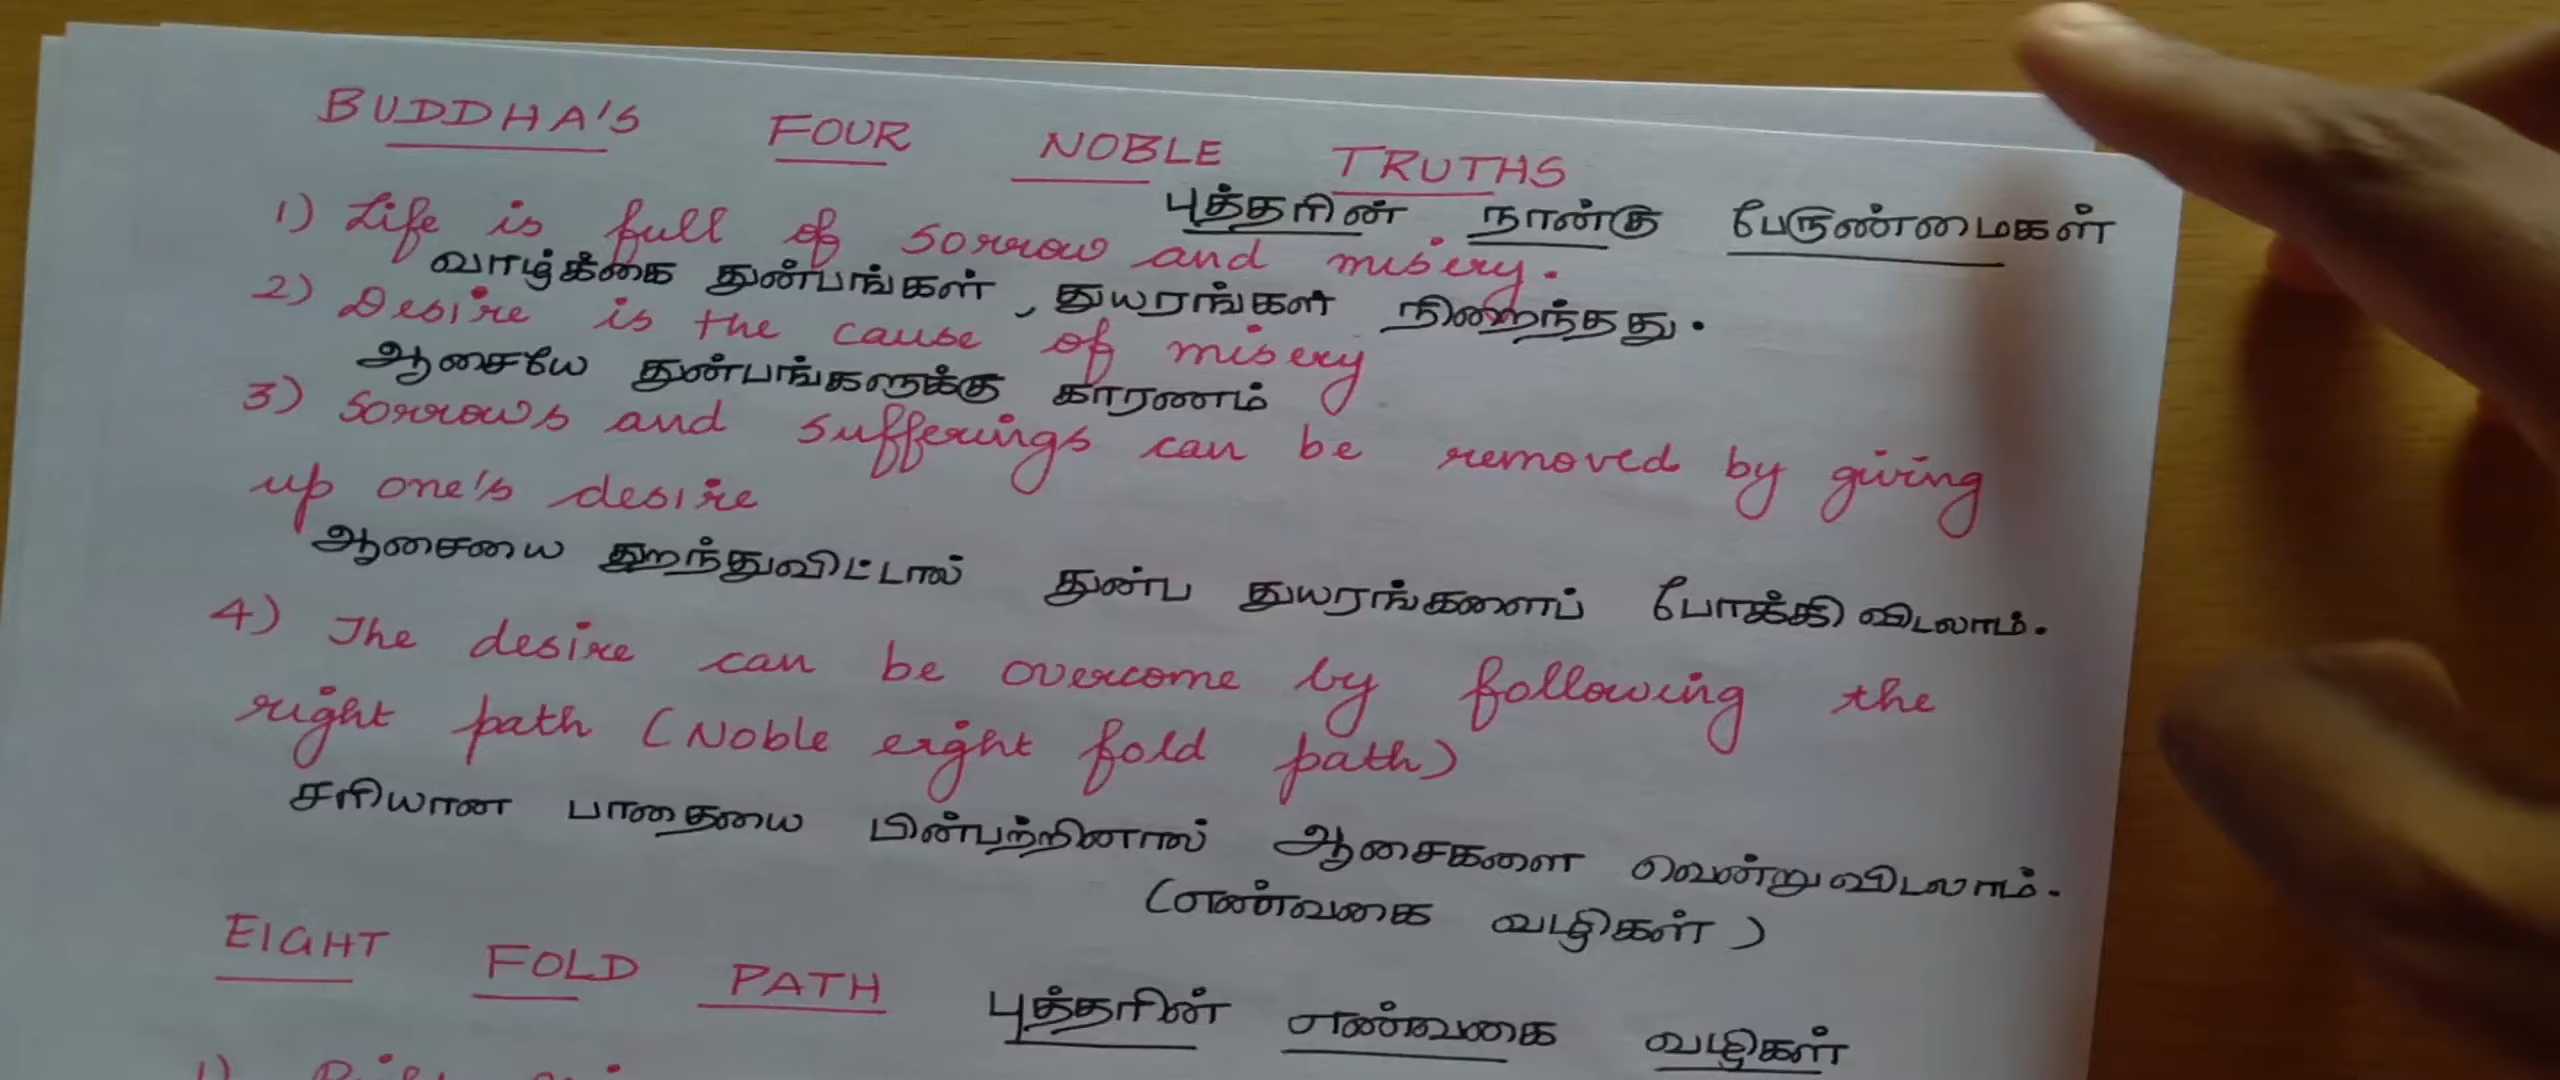 BUDDHA'S FOUR NOBLE TRUTHS
புத்தரின் நான்கு பேருண்மைகள்
1) Life is full of sorrow and misery.
வாழ்க்கை துன்பங்கள், துயரங்கள் நிறைந்தது.
2) Desire is the cause of misery
ஆசையே துன்பங்களுக்கு காரணம்
3) Sorrows and sufferings can be removed by giving
up one's desire
ஆசையை துறந்துவிட்டால் துன்ப துயரங்களைப் போக்கி விடலாம்.
4) The desire can be overcome by following the
right path (Noble eight fold path)
சரியான பாதையை பின்பற்றினால் ஆசைகளை வென்றுவிடலாம்.
(எண்வகை வழிகள்)
EIGHT FOLD PATH புத்தரின் எண்வகை வழிகள்
1)